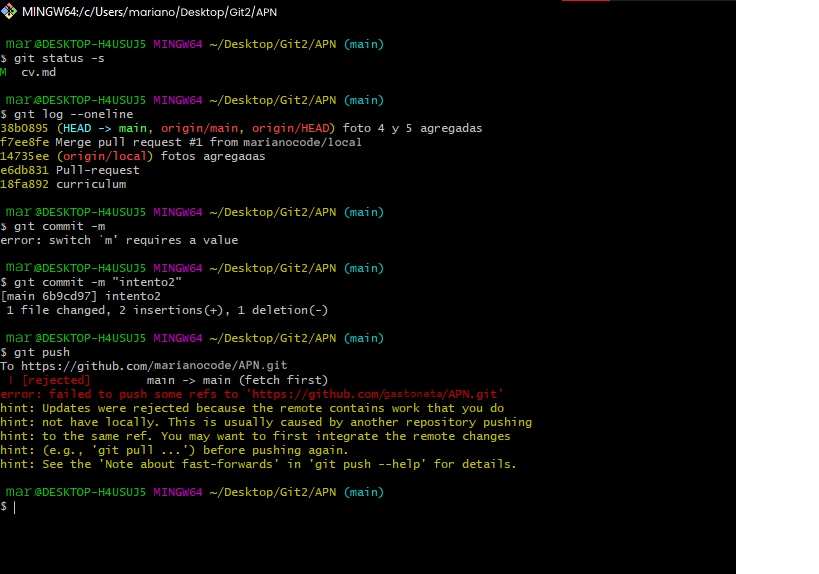 MINGW64:/c/Users/mariano/Desktop/Git2/APN
mar@DESKTOP-H4USUJ5 MINGW64 ~/Desktop/Git2/APN (main)
$ git status -s
M  cv.md
mar@DESKTOP-H4USUJ5 MINGW64 ~/Desktop/Git2/APN (main)
$ git log --oneline
38b0895 (HEAD -> main, origin/main, origin/HEAD) foto 4 y 5 agregadas
f7ee8fe Merge pull request #1 from marianocode/local
14735ee (origin/local) fotos agregadas
e6db831 Pull-request
18fa892 curriculum
mar@DESKTOP-H4USUJ5 MINGW64 ~/Desktop/Git2/APN (main)
$ git commit -m
error: switch `m' requires a value
mar@DESKTOP-H4USUJ5 MINGW64 ~/Desktop/Git2/APN (main)
$ git commit -m "intento2"
[main 6b9cd97] intento2
1 file changed, 2 insertions(+), 1 deletion(-)
mar@DESKTOP-H4USUJ5 MINGW64 ~/Desktop/Git2/APN (main)
$ git push
To https://github.com/marianocode/APN.git
! [rejected]        main -> main (fetch first)
error: failed to push some refs to 'https://github.com/gastonata/APN.git'
hint: Updates were rejected because the remote contains work that you do
hint: not have locally. This is usually caused by another repository pushing
hint: to the same ref. You may want to first integrate the remote changes
hint: (e.g., 'git pull ...') before pushing again.
hint: See the 'Note about fast-forwards' in 'git push --help' for details.
mar@DESKTOP-H4USUJ5 MINGW64 ~/Desktop/Git2/APN (main)
$